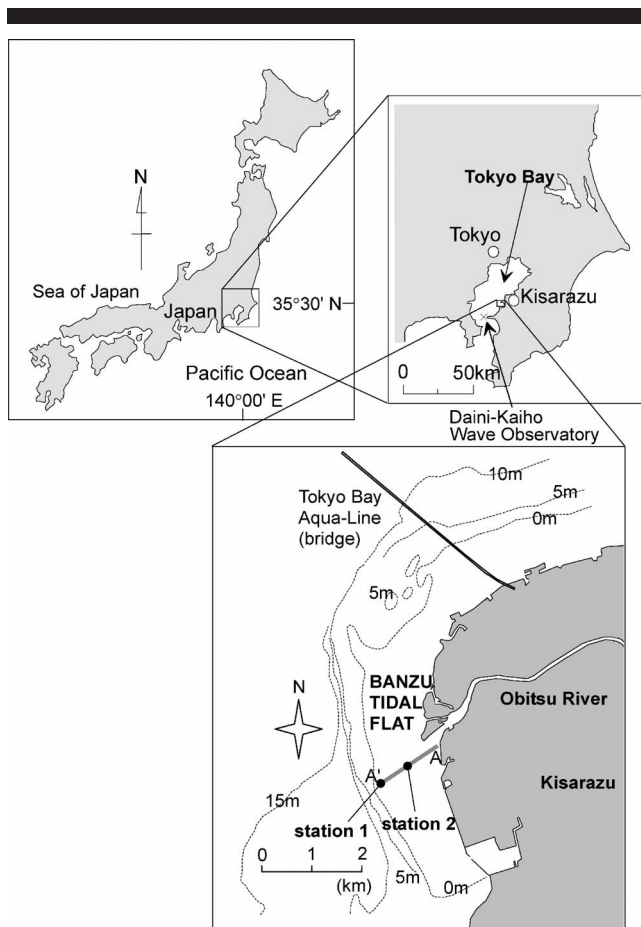 N
Sea of Japan
Japan
35°30' N
Pacific Ocean
140°00' E
Tokyo Bay
Tokyo
Kisarazu
0 50km
Daini-Kaiho
Wave Observatory
10m
Tokyo Bay
Aqua-Line
(bridge)
5m
0m
5m
N
BANZU
TIDAL
FLAT
Obitsu River
A
A'
Kisarazu
15m
station 1
station 2
0 1 2
(km)
5m
0m